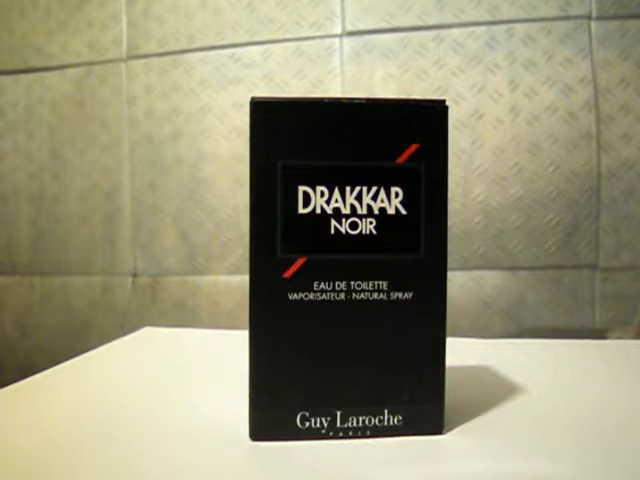 DRAKKAR
NOIR
EAU DE TOILETTE
VAPORISATEUR - NATURAL SPRAY
Guy Laroche
PARIS